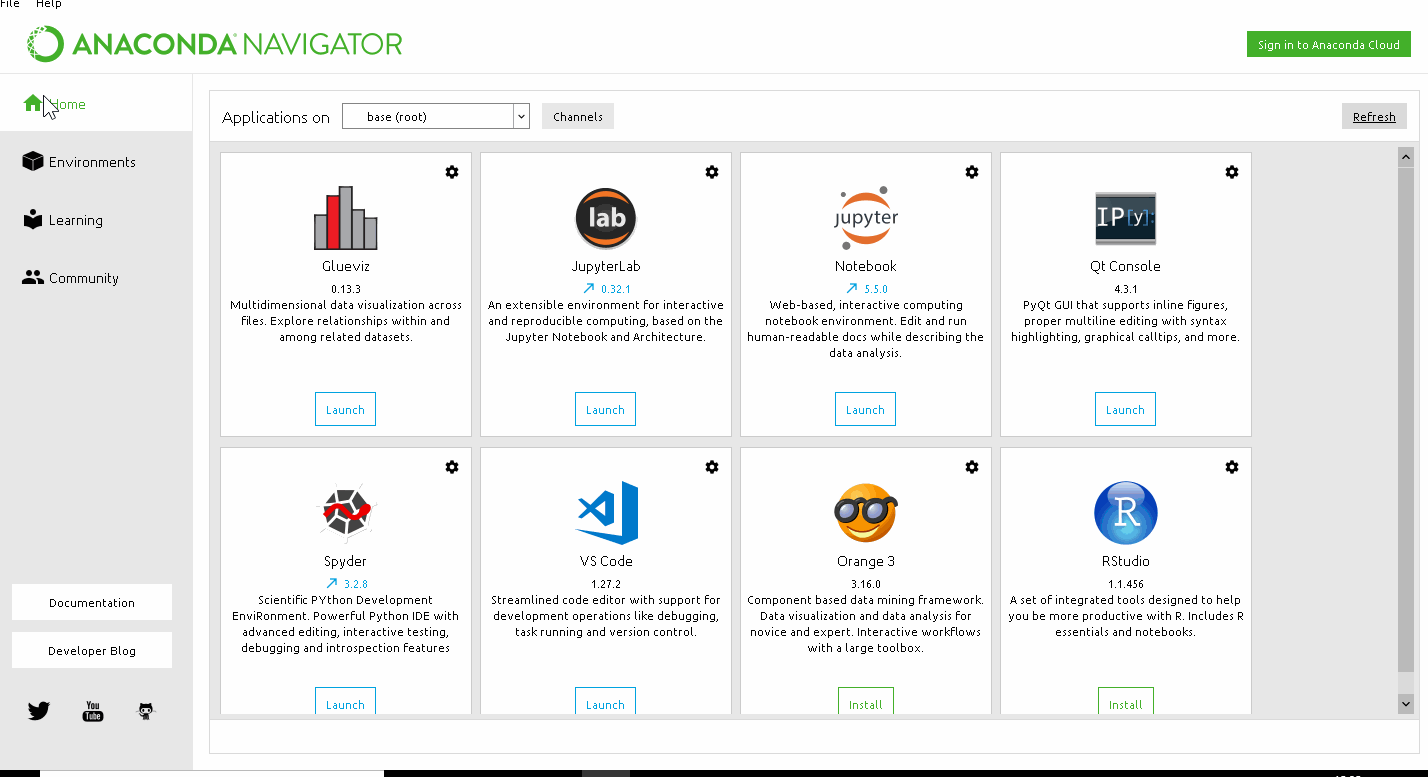 File Help
ANACONDA NAVIGATOR
Sign in to Anaconda Cloud
Home
Environments
Learning
Community
Documentation
Developer Blog
You
Tube
Applications on
base (root)
Channels
Refresh
Glueviz
0.13.3
Multidimensional data visualization across
files. Explore relationships within and
among related datasets.
Launch
lab
JupyterLab
0.32.1
An extensible environment for interactive
and reproducible computing, based on the
Jupyter Notebook and Architecture.
Launch
jupyter
Notebook
5.5.0
Web-based, interactive computing
notebook environment. Edit and run
human-readable docs while describing the
data analysis.
Launch
IP[y]:
Qt Console
4.3.1
PyQt GUI that supports inline figures,
proper multiline editing with syntax
highlighting, graphical calltips, and more.
Launch
Spyder
3.2.8
Scientific PYthon Development
EnviRonment. Powerful Python IDE with
advanced editing, interactive testing,
debugging and introspection features
Launch
VS Code
1.27.2
Streamlined code editor with support for
development operations like debugging,
task running and version control.
Launch
Orange 3
3.16.0
Component based data mining framework.
Data visualization and data analysis for
novice and expert. Interactive workflows
with a large toolbox.
Install
R
RStudio
1.1.456
A set of integrated tools designed to help
you be more productive with R. Includes R
essentials and notebooks.
Install